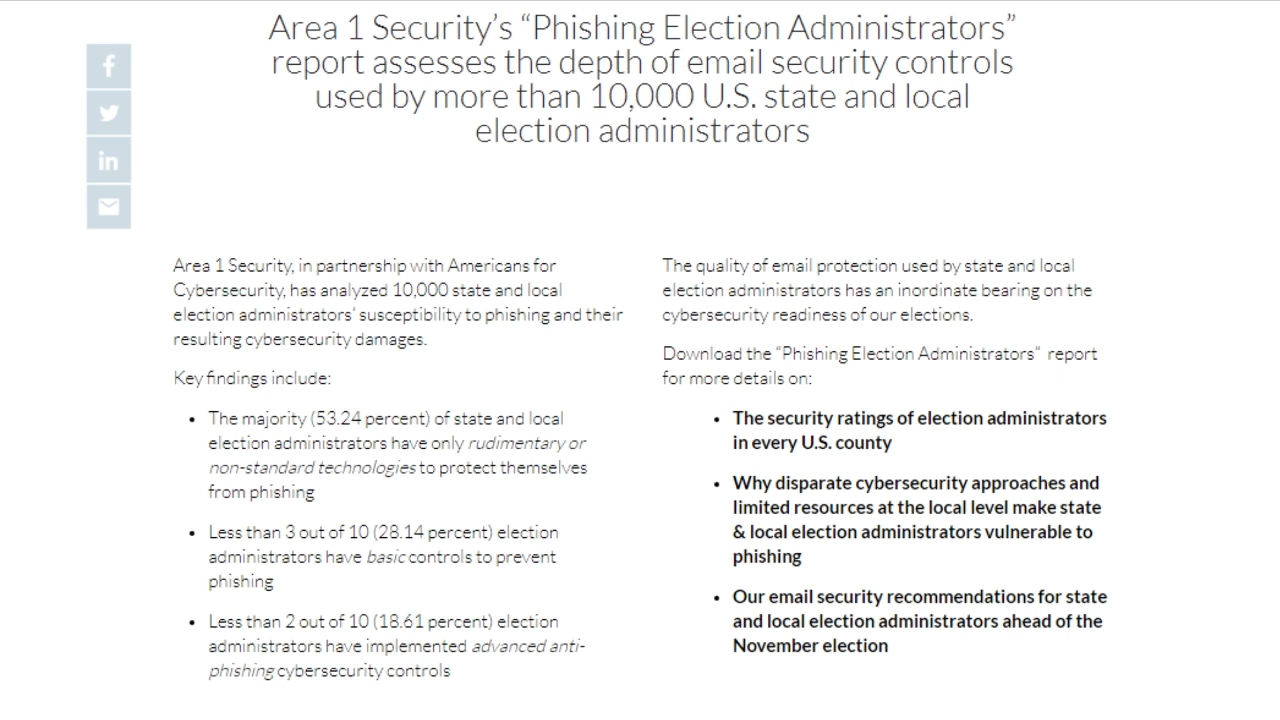 Area 1 Security's “Phishing Election Administrators”
report assesses the depth of email security controls
used by more than 10,000 U.S. state and local
election administrators
Area 1 Security, in partnership with Americans for
Cybersecurity, has analyzed 10,000 state and local
election administrators' susceptibility to phishing and their
resulting cybersecurity damages.
Key findings include:
• The majority (53.24 percent) of state and local
election administrators have only rudimentary or
non-standard technologies to protect themselves
from phishing
• Less than 3 out of 10 (28.14 percent) election
administrators have basic controls to prevent
phishing
• Less than 2 out of 10 (18.61 percent) election
administrators have implemented advanced anti-
phishing cybersecurity controls
The quality of email protection used by state and local
election administrators has an inordinate bearing on the
cybersecurity readiness of our elections.
Download the “Phishing Election Administrators” report
for more details on:
• The security ratings of election administrators
in every U.S. county
• Why disparate cybersecurity approaches and
limited resources at the local level make state
& local election administrators vulnerable to
phishing
• Our email security recommendations for state
and local election administrators ahead of the
November election